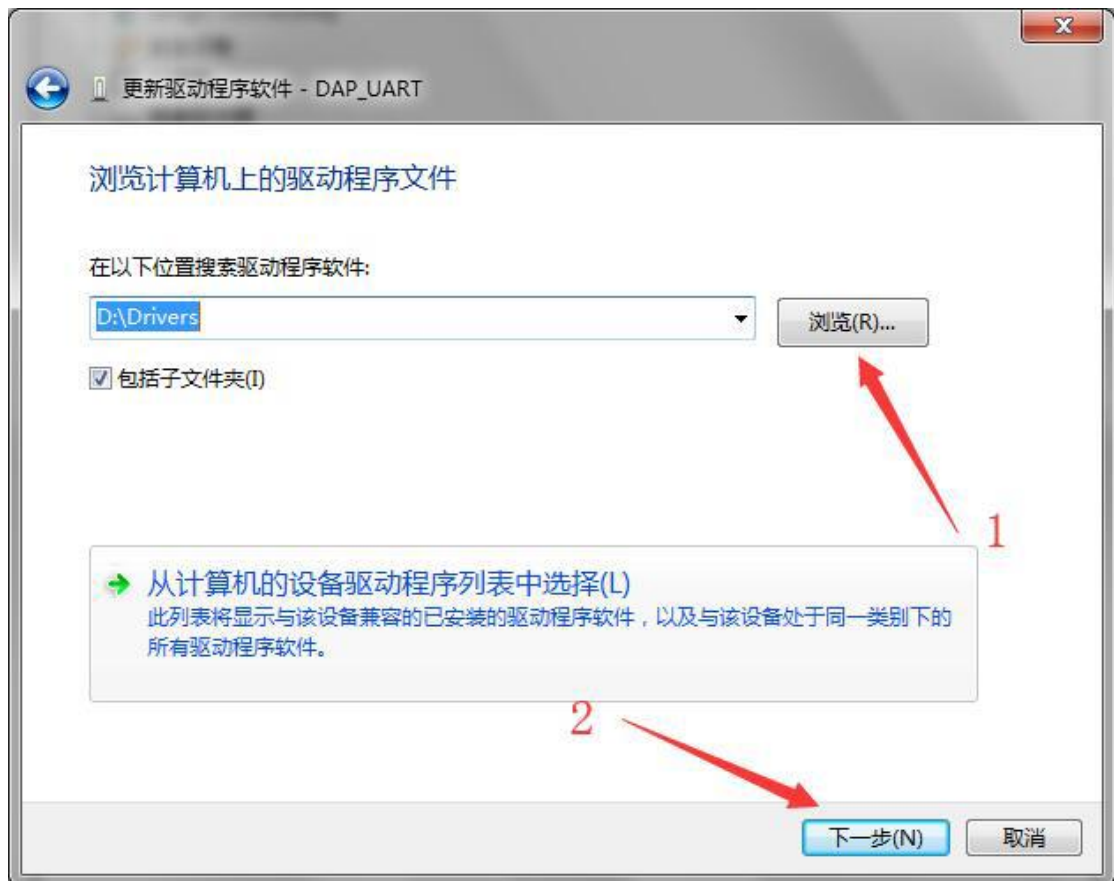 更新驱动程序软件 - DAP_UART
浏览计算机上的驱动程序文件
在以下位置搜索驱动程序软件:
D:\Drivers
浏览(R)...
包括子文件夹(I)
1
从计算机的设备驱动程序列表中选择(L)
此列表将显示与该设备兼容的已安装的驱动程序软件，以及与该设备处于同一类别下的
所有驱动程序软件。
2
下一步(N)
取消